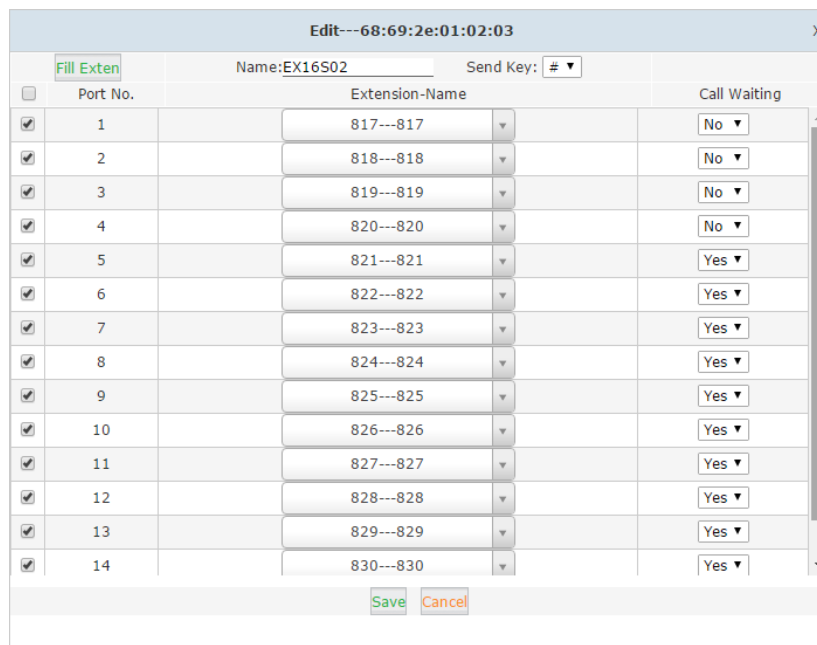 Edit---68:69:2e:01:02:03 X
Fill Exten Name:EX16S02 Send Key: #
Port No. Extension-Name Call Waiting
1 817---817 No
2 818---818 No
3 819---819 No
4 820---820 No
5 821---821 Yes
6 822---822 Yes
7 823---823 Yes
8 824---824 Yes
9 825---825 Yes
10 826---826 Yes
11 827---827 Yes
12 828---828 Yes
13 829---829 Yes
14 830---830 Yes
Save Cancel